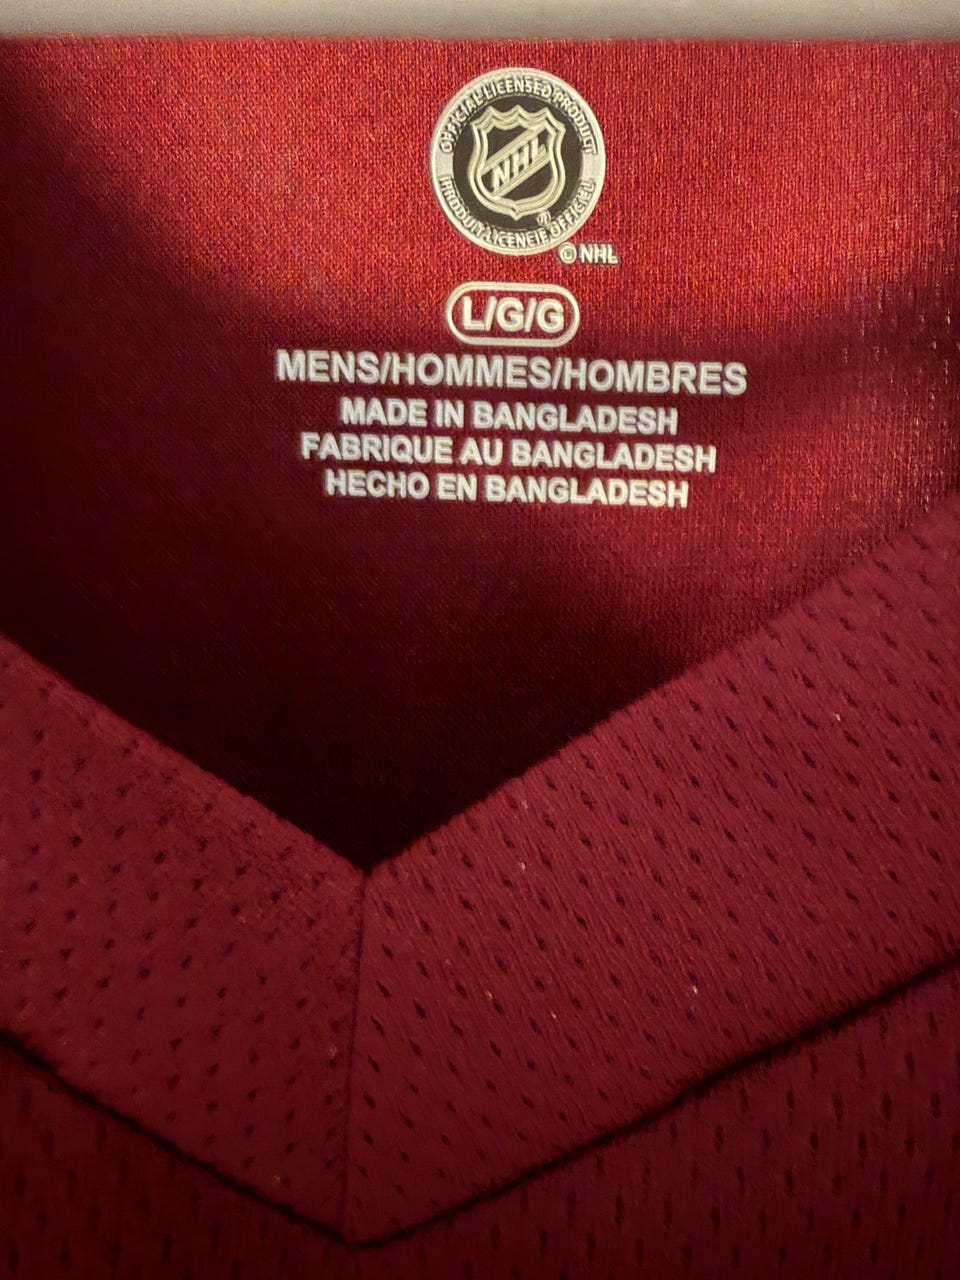 OFFICIAL LICENSED PRODUCT
NHL
®
PRODUIT LICENCIÉ OFFICIEL
© NHL
L/G/G
MENS/HOMMES/HOMBRES
MADE IN BANGLADESH
FABRIQUE AU BANGLADESH
HECHO EN BANGLADESH